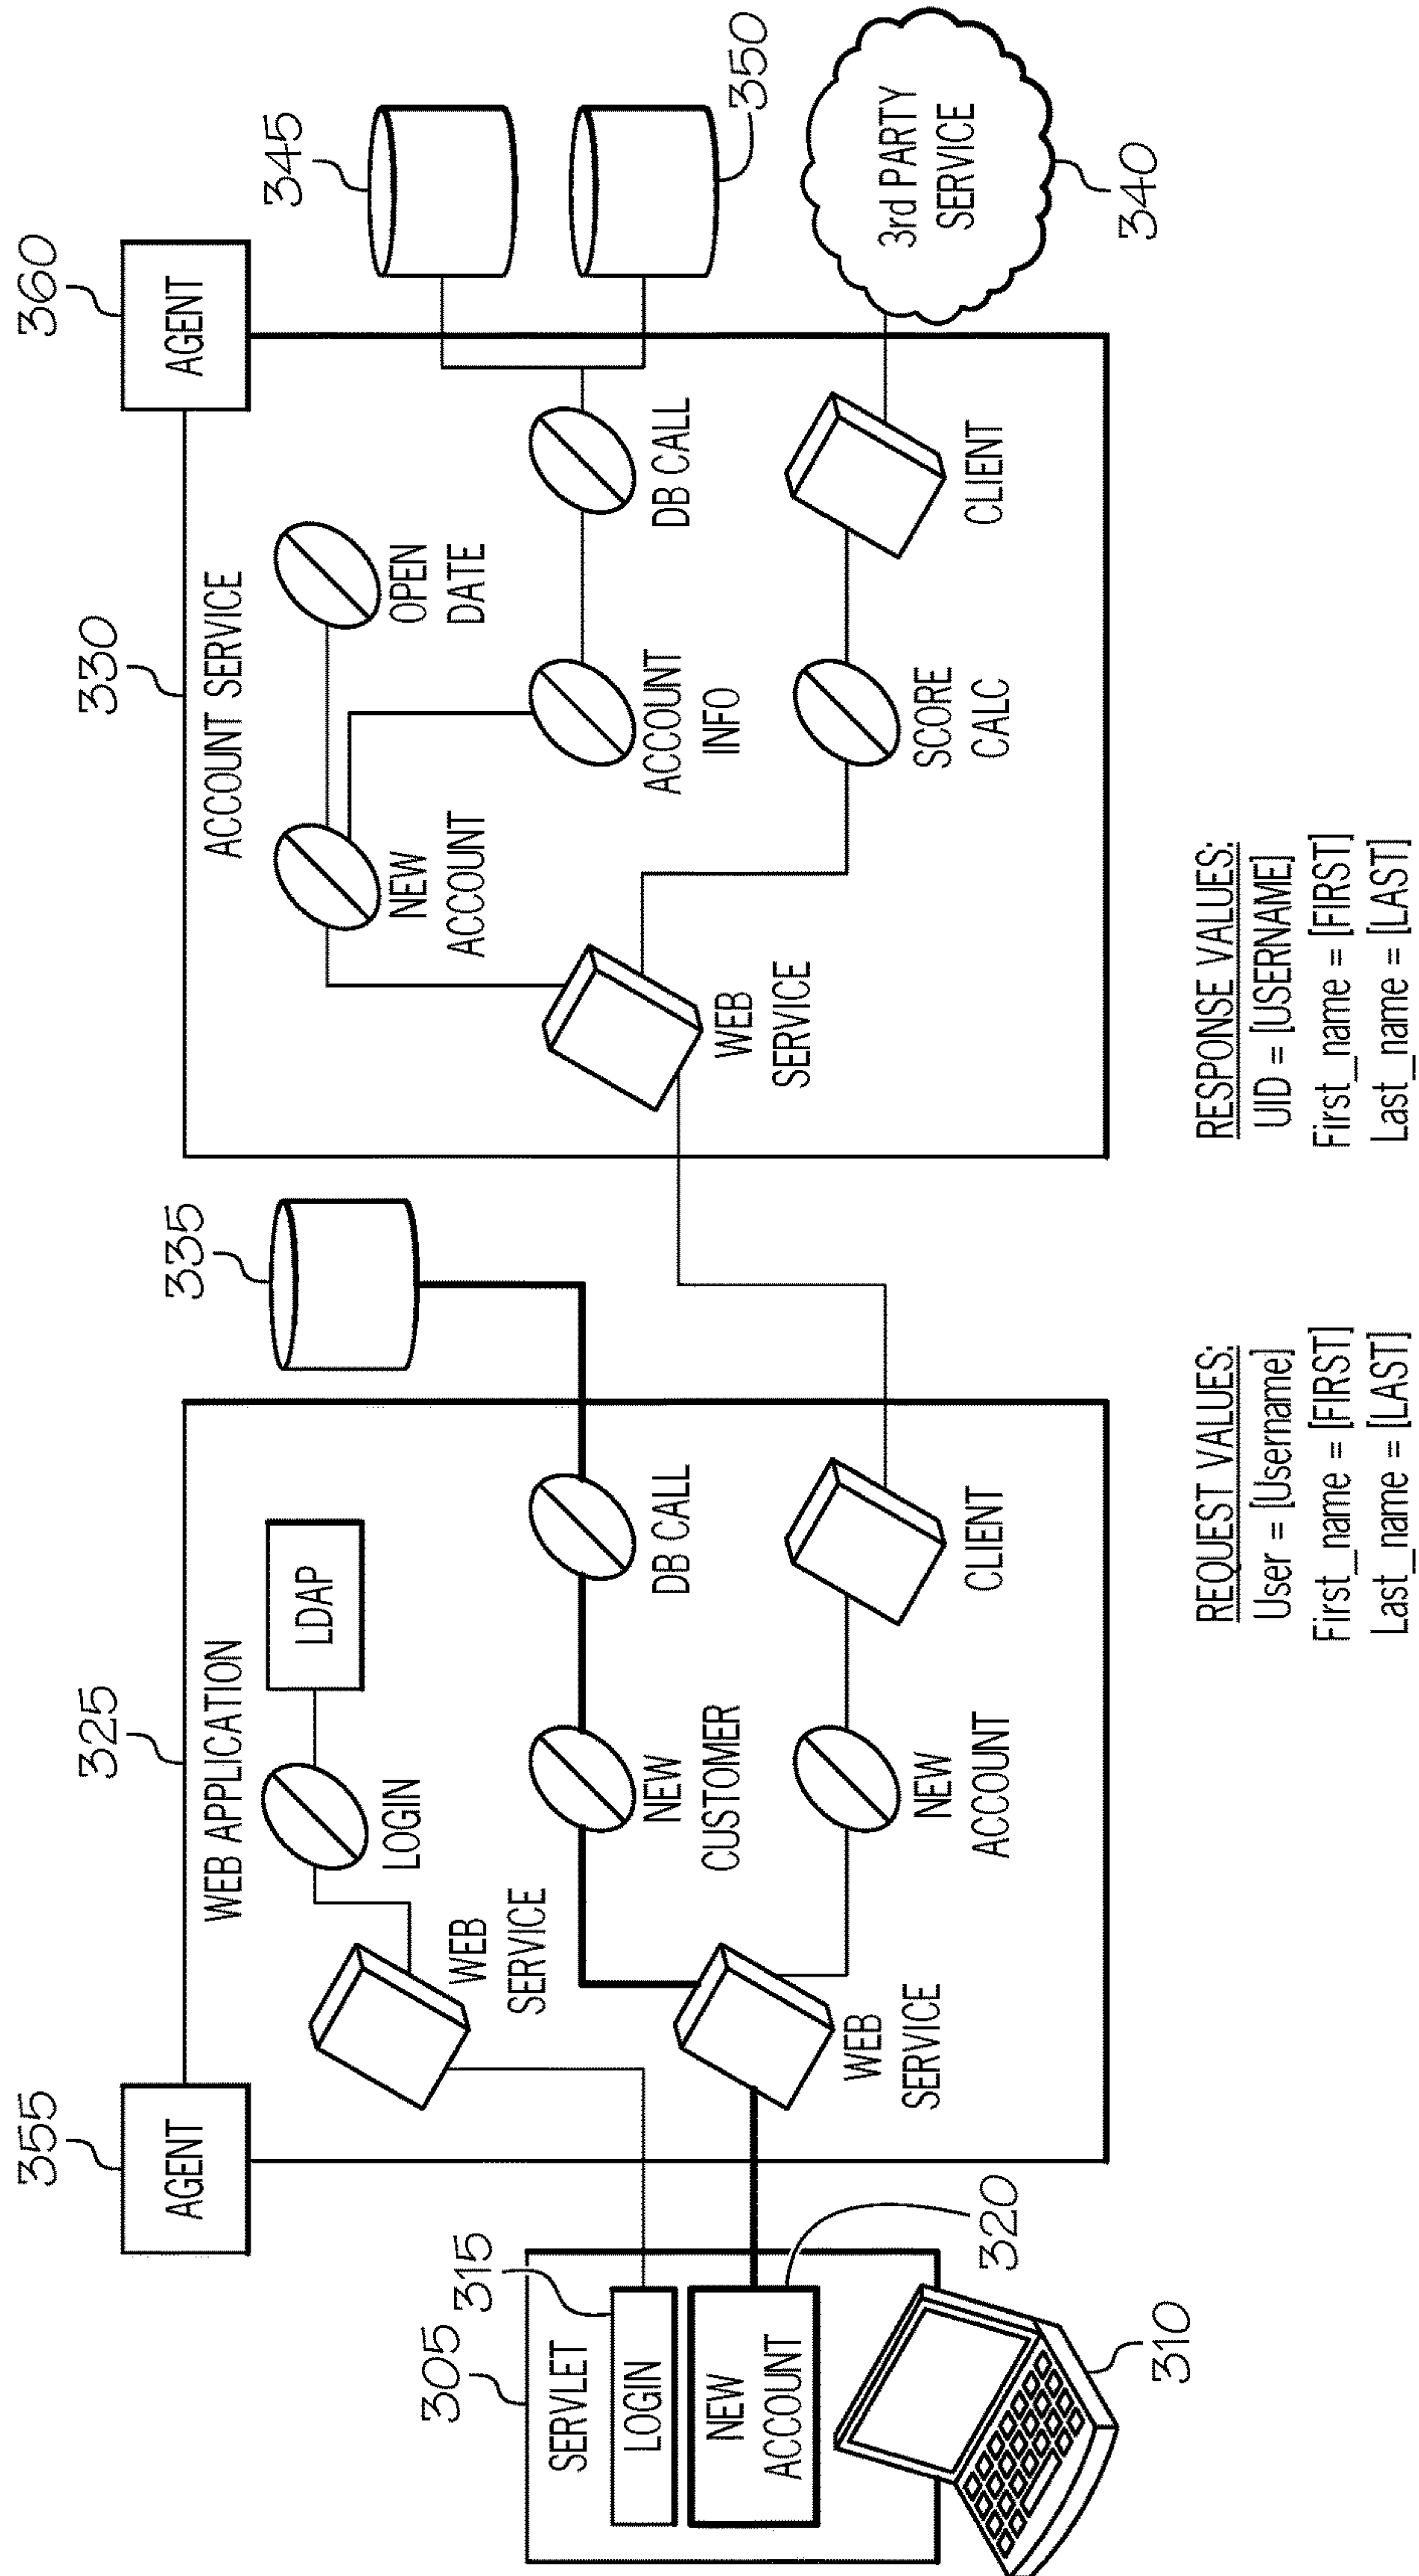 355
AGENT
325
WEB APPLICATION
335
330
ACCOUNT SERVICE
360
AGENT
345
350
305
SERVLET
315
LOGIN
NEW
ACCOUNT
320
310
WEB
SERVICE
LOGIN
LDAP
WEB
SERVICE
NEW
CUSTOMER
DB CALL
NEW
ACCOUNT
CLIENT
WEB
SERVICE
NEW
ACCOUNT
OPEN
DATE
ACCOUNT
INFO
DB CALL
SCORE
CALC
CLIENT
3rd PARTY
SERVICE
340
REQUEST VALUES:
User = [Username]
First_name = [FIRST]
Last_name = [LAST]
RESPONSE VALUES:
UID = [USERNAME]
First_name = [FIRST]
Last_name = [LAST]